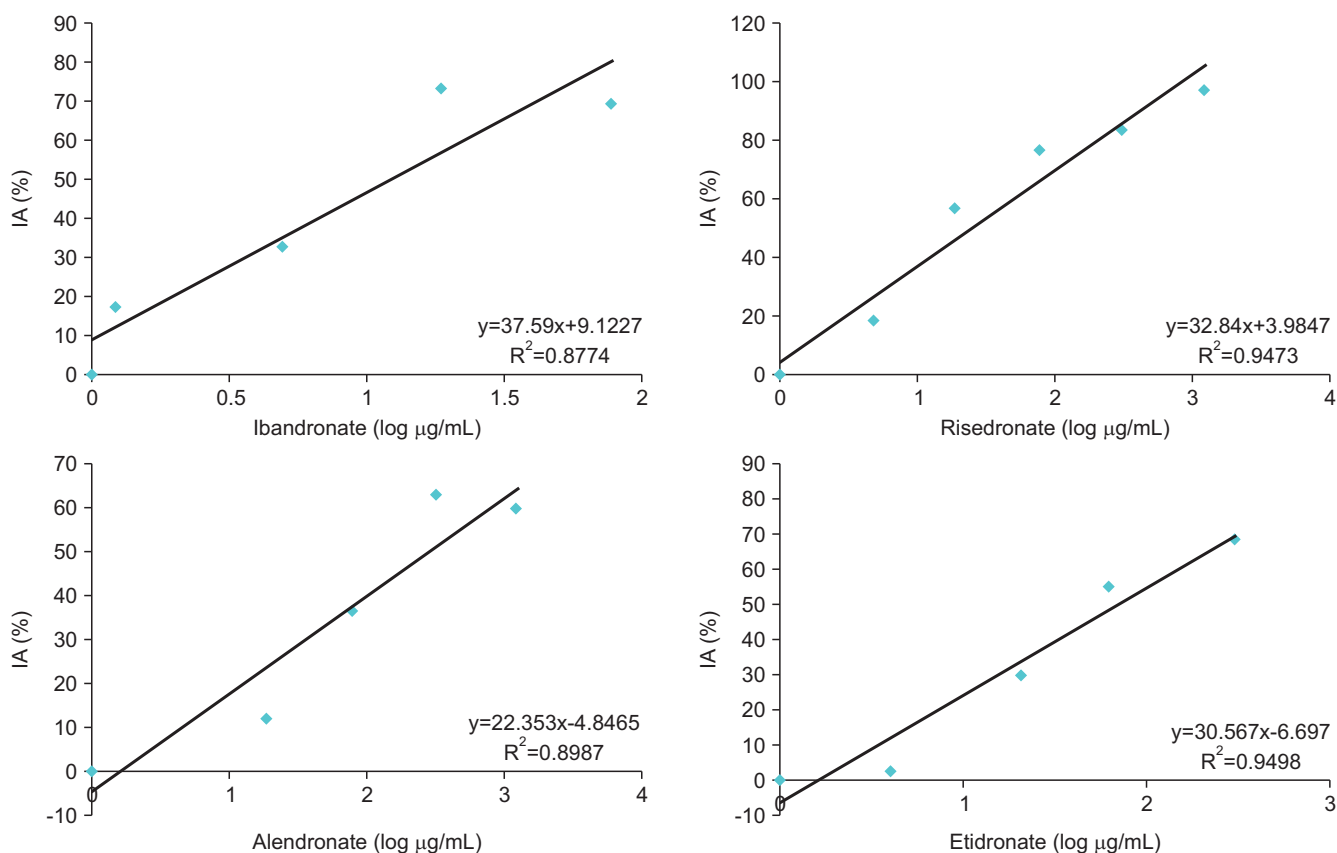 90
80
70
60
50
40
30
20
10
0
IA (%)
0 0.5 1 1.5 2
Ibandronate (log μg/mL)
y=37.59x+9.1227
R²=0.8774
120
100
80
60
40
20
0
IA (%)
0 1 2 3 4
Risedronate (log μg/mL)
y=32.84x+3.9847
R²=0.9473
70
60
50
40
30
20
10
0
-10
IA (%)
0 1 2 3 4
Alendronate (log μg/mL)
y=22.353x-4.8465
R²=0.8987
90
80
70
60
50
40
30
20
10
0
-10
IA (%)
0 1 2 3
Etidronate (log μg/mL)
y=30.567x-6.697
R²=0.9498